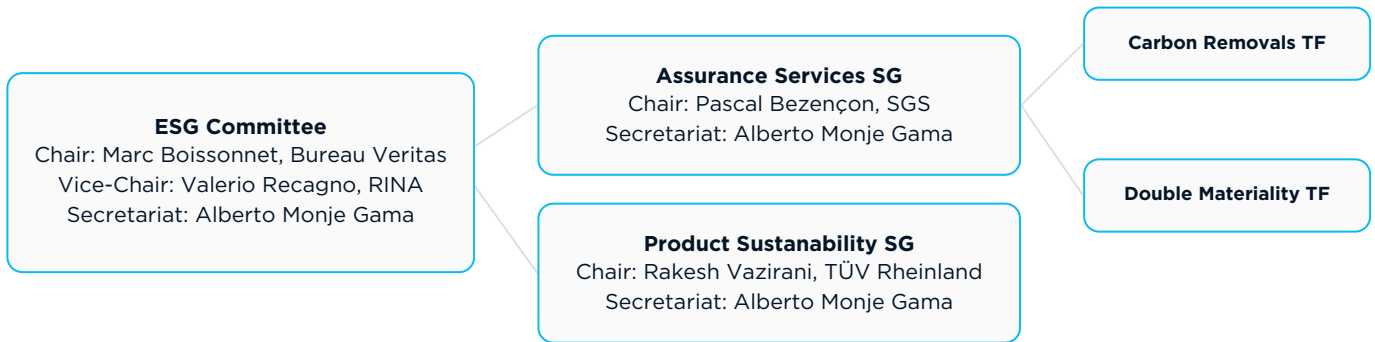 ESG Committee
Chair: Marc Boissonnet, Bureau Veritas
Vice-Chair: Valerio Recagno, RINA
Secretariat: Alberto Monje Gama
Assurance Services SG
Chair: Pascal Bezençon, SGS
Secretariat: Alberto Monje Gama
Product Sustanability SG
Chair: Rakesh Vazirani, TÜV Rheinland
Secretariat: Alberto Monje Gama
Carbon Removals TF
Double Materiality TF